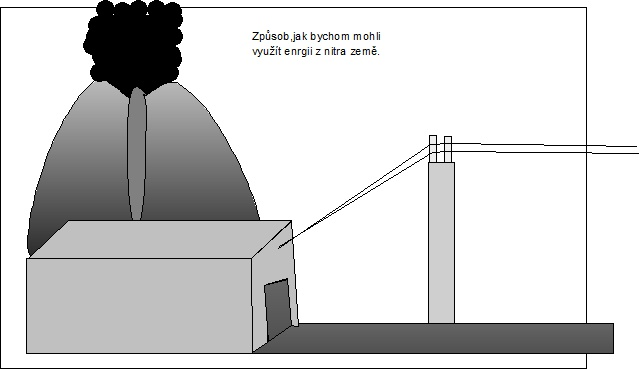 Způsob,jak bychom mohli
využít enrgii z nitra země.